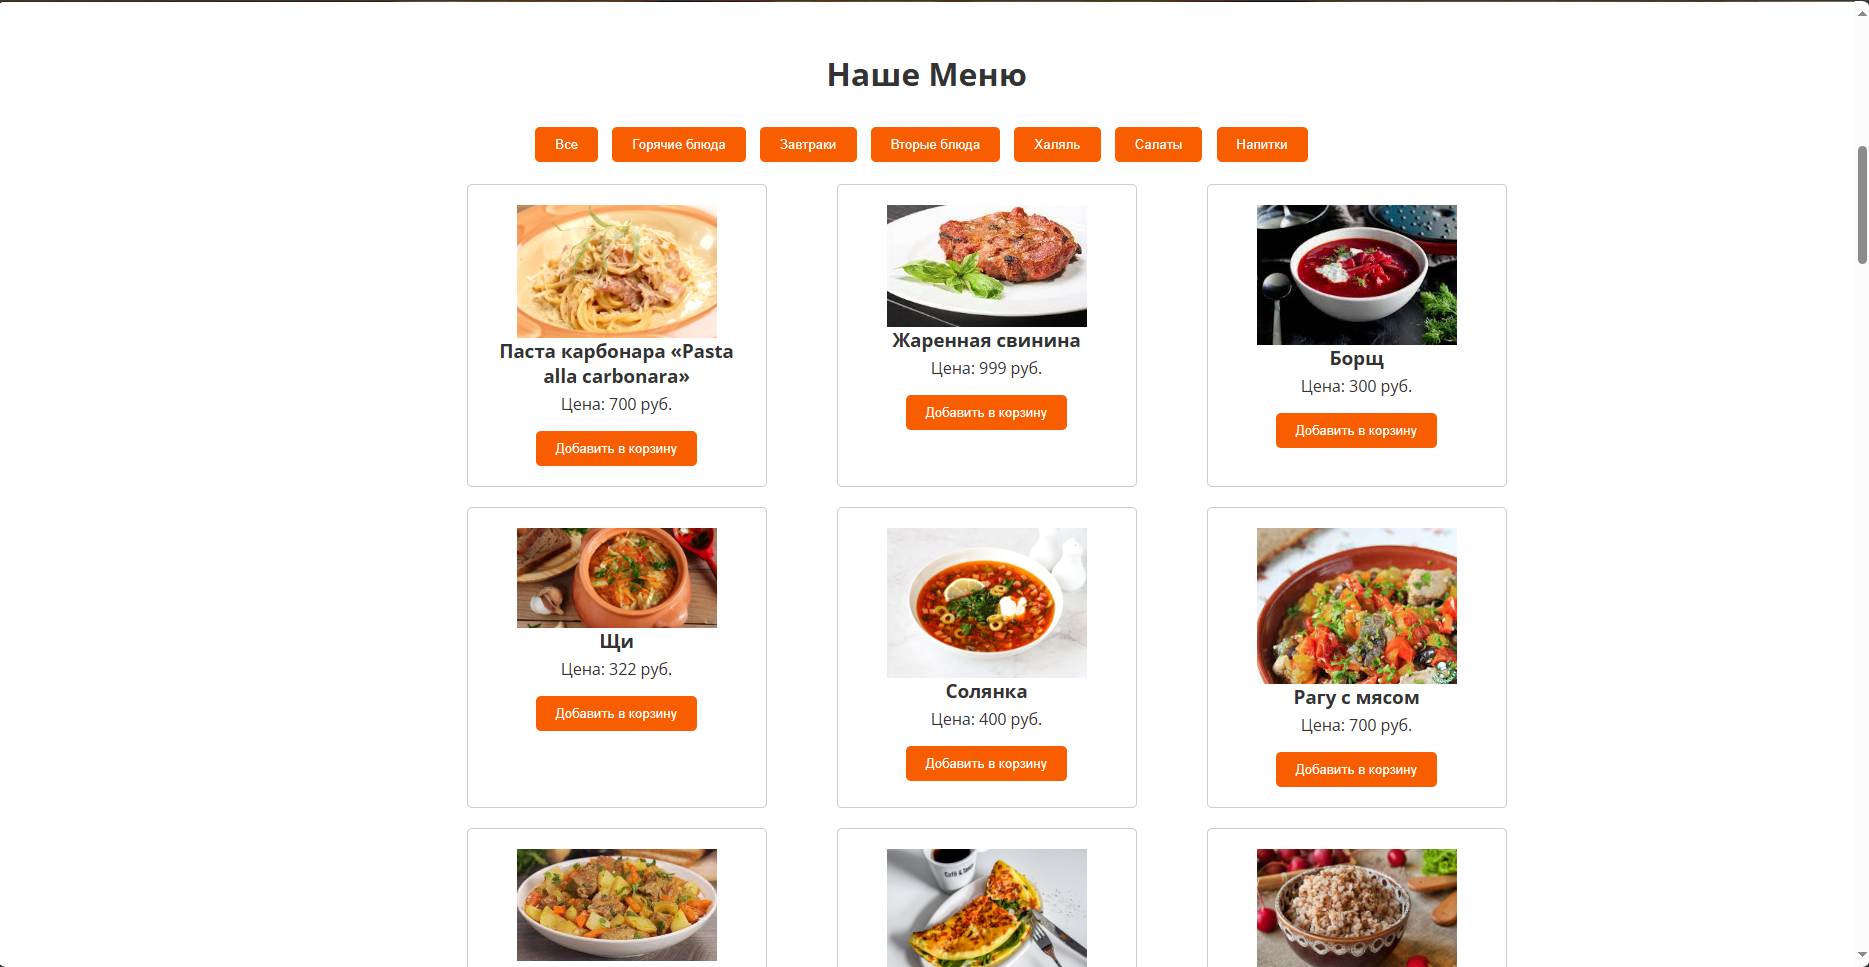 Наше Меню
Все
Горячие блюда
Завтраки
Вторые блюда
Халяль
Салаты
Напитки
Паста карбонара «Pasta
alla carbonara»
Цена: 700 руб.
Добавить в корзину
Жаренная свинина
Цена: 999 руб.
Добавить в корзину
Борщ
Цена: 300 руб.
Добавить в корзину
Щи
Цена: 322 руб.
Добавить в корзину
Солянка
Цена: 400 руб.
Добавить в корзину
Рагу с мясом
Цена: 700 руб.
Добавить в корзину